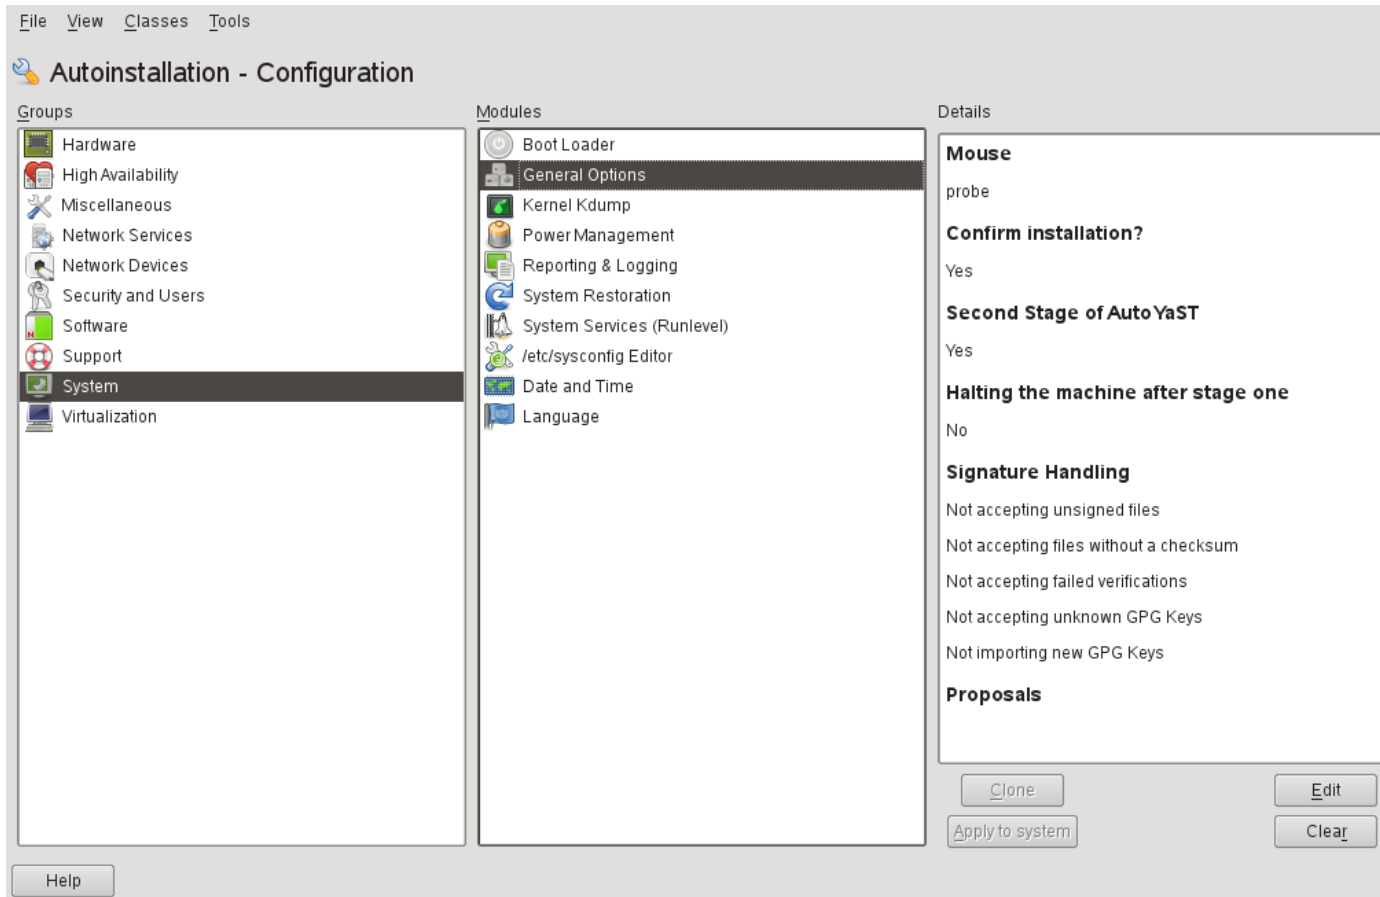 File View Classes Tools
Autoinstallation - Configuration
Groups
Hardware
High Availability
Miscellaneous
Network Services
Network Devices
Security and Users
Software
Support
System
Virtualization
Modules
Boot Loader
General Options
Kernel Kdump
Power Management
Reporting & Logging
System Restoration
System Services (Runlevel)
/etc/sysconfig Editor
Date and Time
Language
Details
Mouse
probe
Confirm installation?
Yes
Second Stage of AutoYaST
Yes
Halting the machine after stage one
No
Signature Handling
Not accepting unsigned files
Not accepting files without a checksum
Not accepting failed verifications
Not accepting unknown GPG Keys
Not importing new GPG Keys
Proposals
Clone Edit
Apply to system Clear
Help